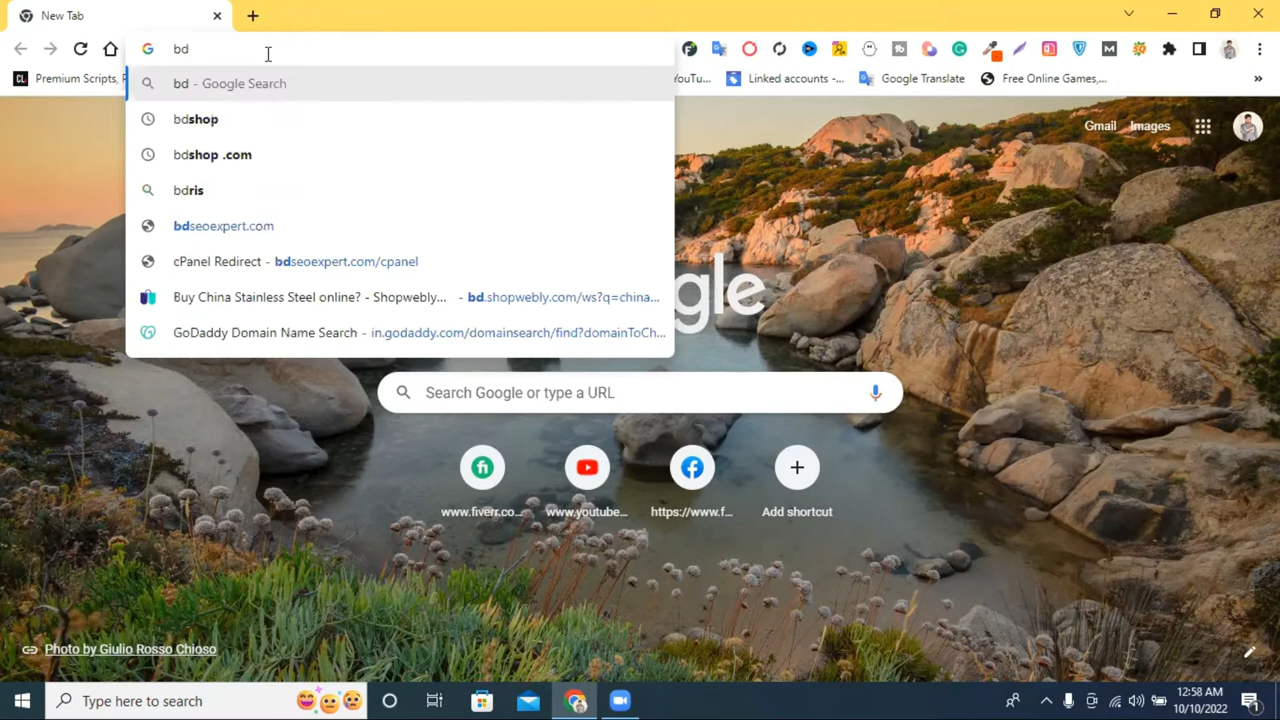 New Tab
bd
Premium Scripts, P
YouTu...
Linked accounts -...
Google Translate
Free Online Games,...
bd - Google Search
bdshop
bdshop .com
bdris
bdseoexpert.com
cPanel Redirect - bdseoexpert.com/cpanel
Buy China Stainless Steel online? - Shopwebly... - bd.shopwebly.com/ws?q=china...
GoDaddy Domain Name Search - in.godaddy.com/domainsearch/find?domainToCh...
Gmail Images
gle
Search Google or type a URL
www.fiverr.co...
www.youtube...
https://www.f...
Add shortcut
Photo by Giulio Rosso Chioso
Type here to search
12:58 AM
10/10/2022